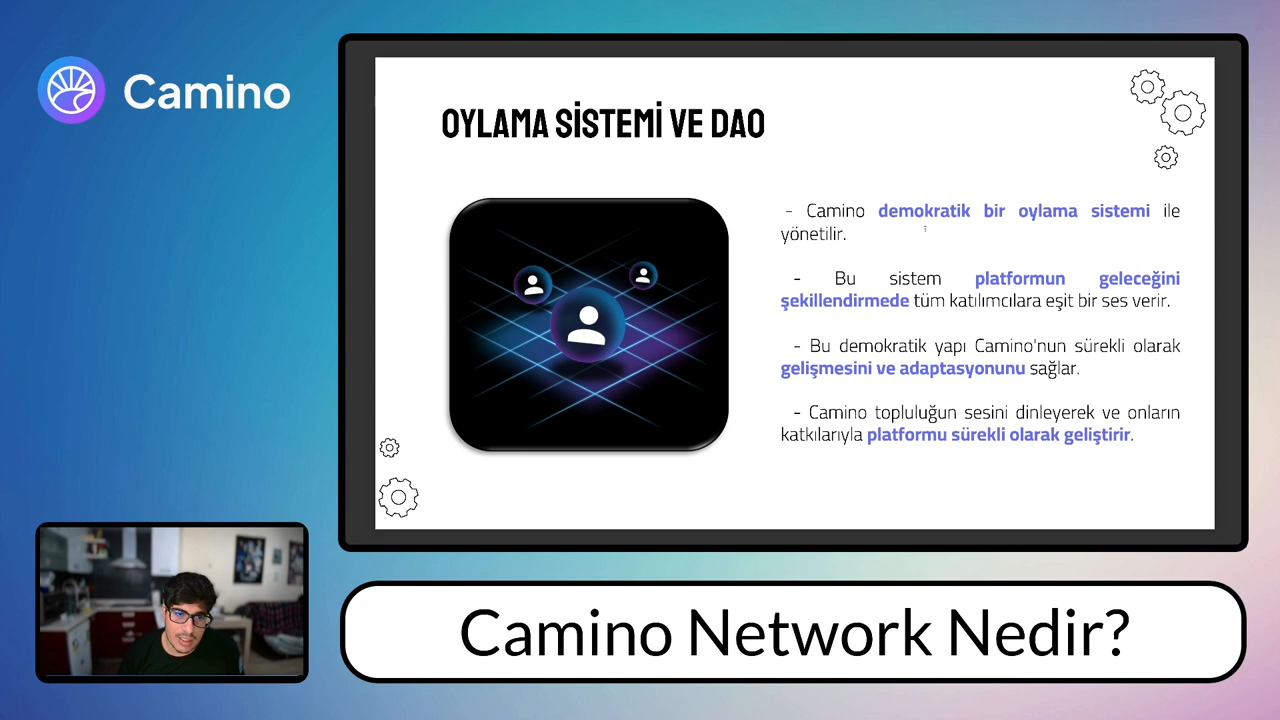 Camino
OYLAMA SİSTEMİ VE DAO
- Camino demokratik bir oylama sistemi ile
yönetilir.
- Bu sistem platformun geleceğini
şekillendirmede tüm katılımcılara eşit bir ses verir.
- Bu demokratik yapı Camino'nun sürekli olarak
gelişmesini ve adaptasyonunu sağlar.
- Camino topluluğun sesini dinleyerek ve onların
katkılarıyla platformu sürekli olarak geliştirir.
Camino Network Nedir?